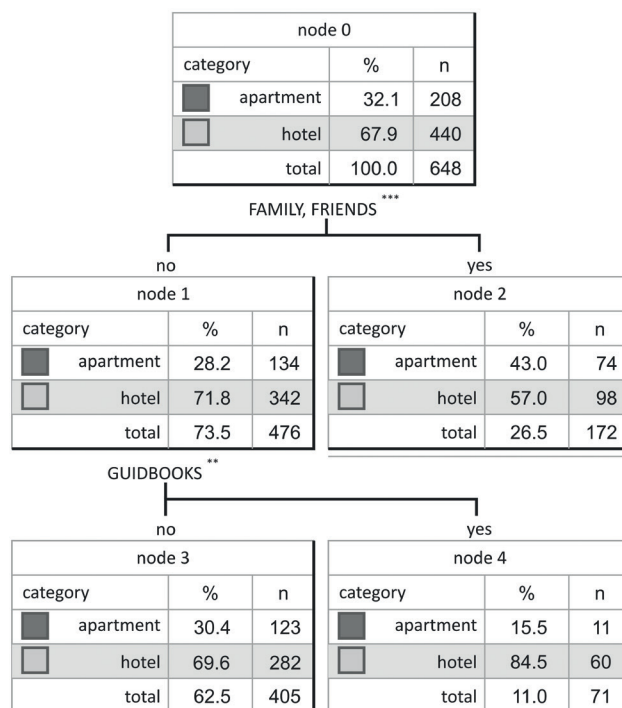 node 0
category % n
apartment 32.1 208
hotel 67.9 440
total 100.0 648
FAMILY, FRIENDS ***
no yes
node 1
category % n
apartment 28.2 134
hotel 71.8 342
total 73.5 476
node 2
category % n
apartment 43.0 74
hotel 57.0 98
total 26.5 172
GUIDBOOKS **
no yes
node 3
category % n
apartment 30.4 123
hotel 69.6 282
total 62.5 405
node 4
category % n
apartment 15.5 11
hotel 84.5 60
total 11.0 71